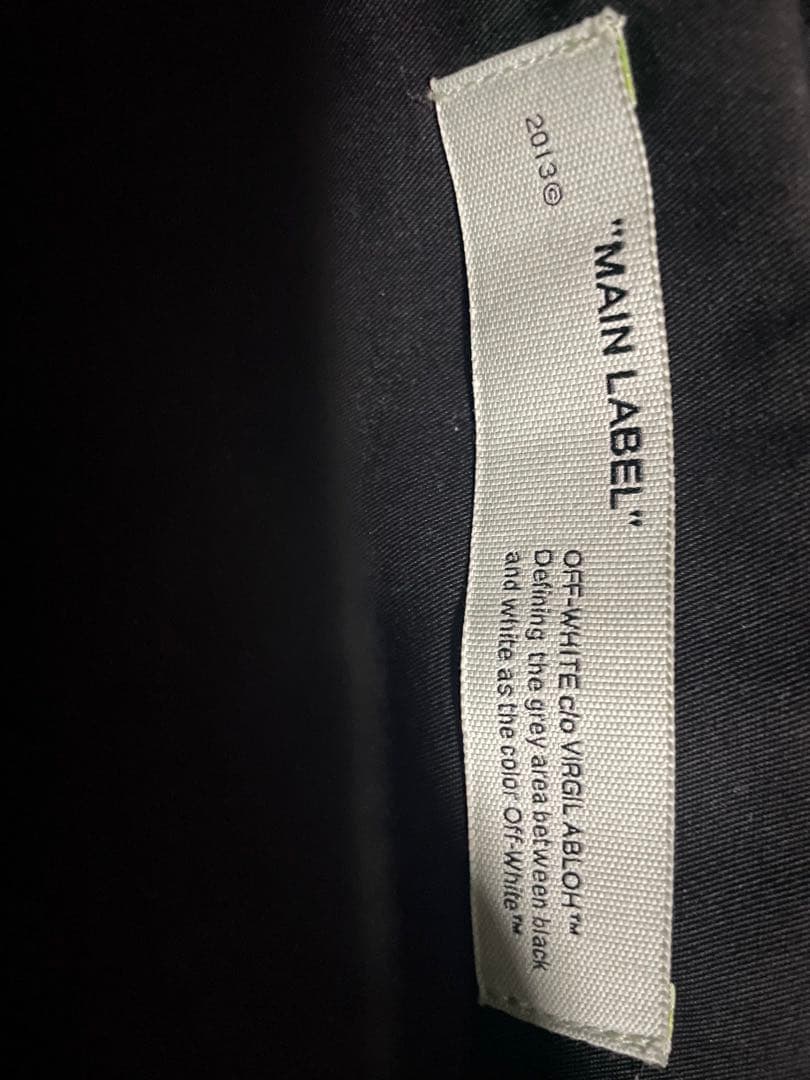 "MAIN LABEL"
2013©
OFF-WHITE c/o VIRGIL ABLOH™
Defining the grey area between black
and white as the color Off-White™